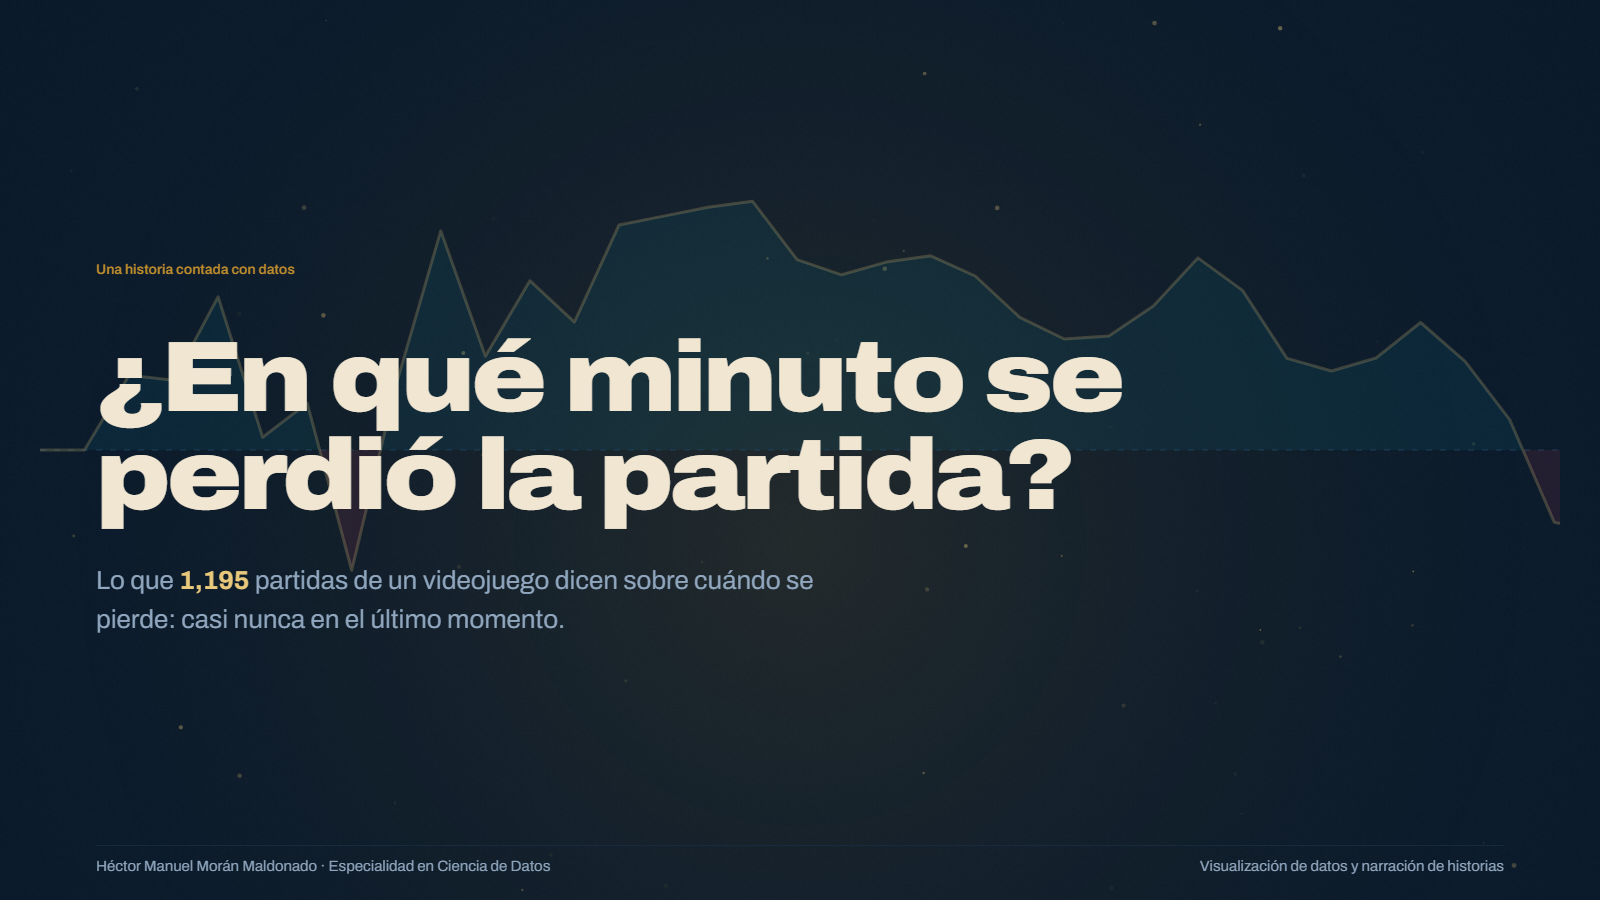 Una historia contada con datos
¿En qué minuto se
perdió la partida?
Lo que 1,195 partidas de un videojuego dicen sobre cuándo se
pierde: casi nunca en el último momento.
Héctor Manuel Morán Maldonado · Especialidad en Ciencia de Datos
Visualización de datos y narración de historias